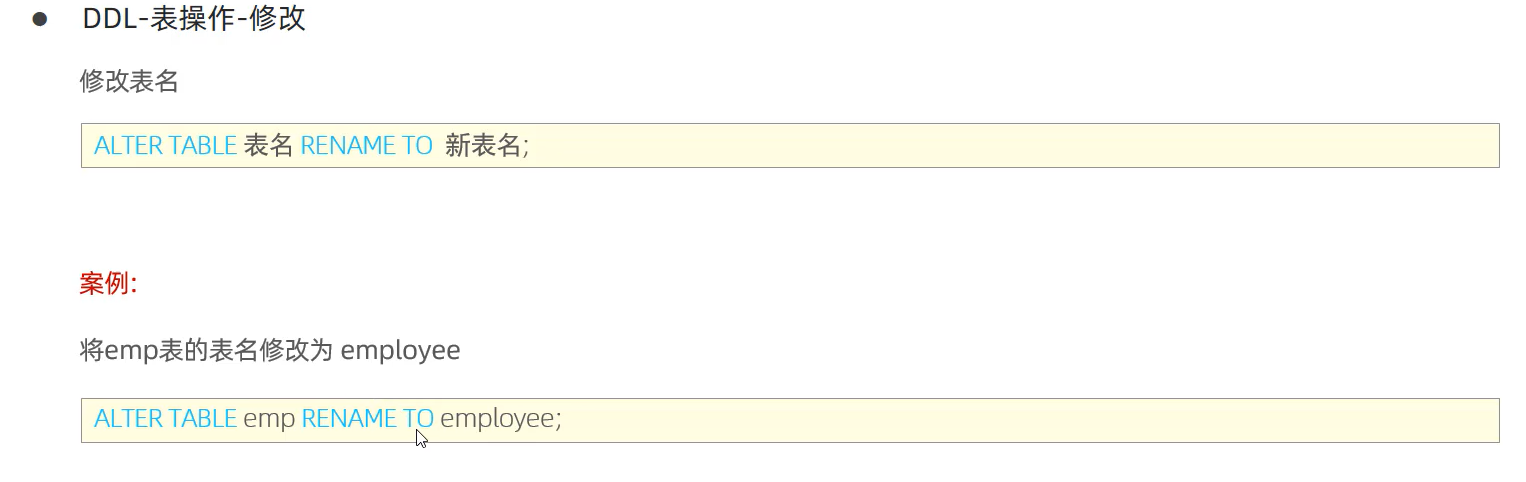 ● DDL-表操作-修改
修改表名
ALTER TABLE 表名 RENAME TO 新表名;
案例:
将emp表的表名修改为 employee
ALTER TABLE emp RENAME TO employee;